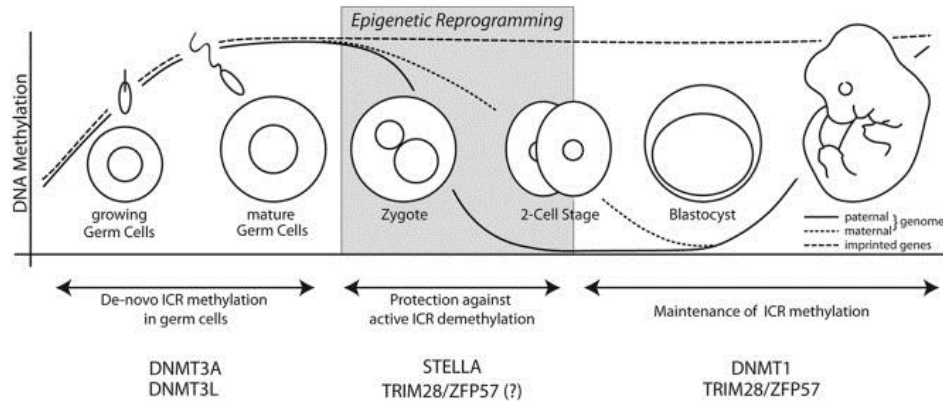 Epigenetic Reprogramming
DNA Methylation
growing
Germ Cells
mature
Germ Cells
Zygote
2-Cell Stage
Blastocyst
paternal
maternal
} genome
imprinted genes
De-novo ICR methylation
in germ cells
Protection against
active ICR demethylation
Maintenance of ICR methylation
DNMT3A
DNMT3L
STELLA
TRIM28/ZFP57 (?)
DNMT1
TRIM28/ZFP57